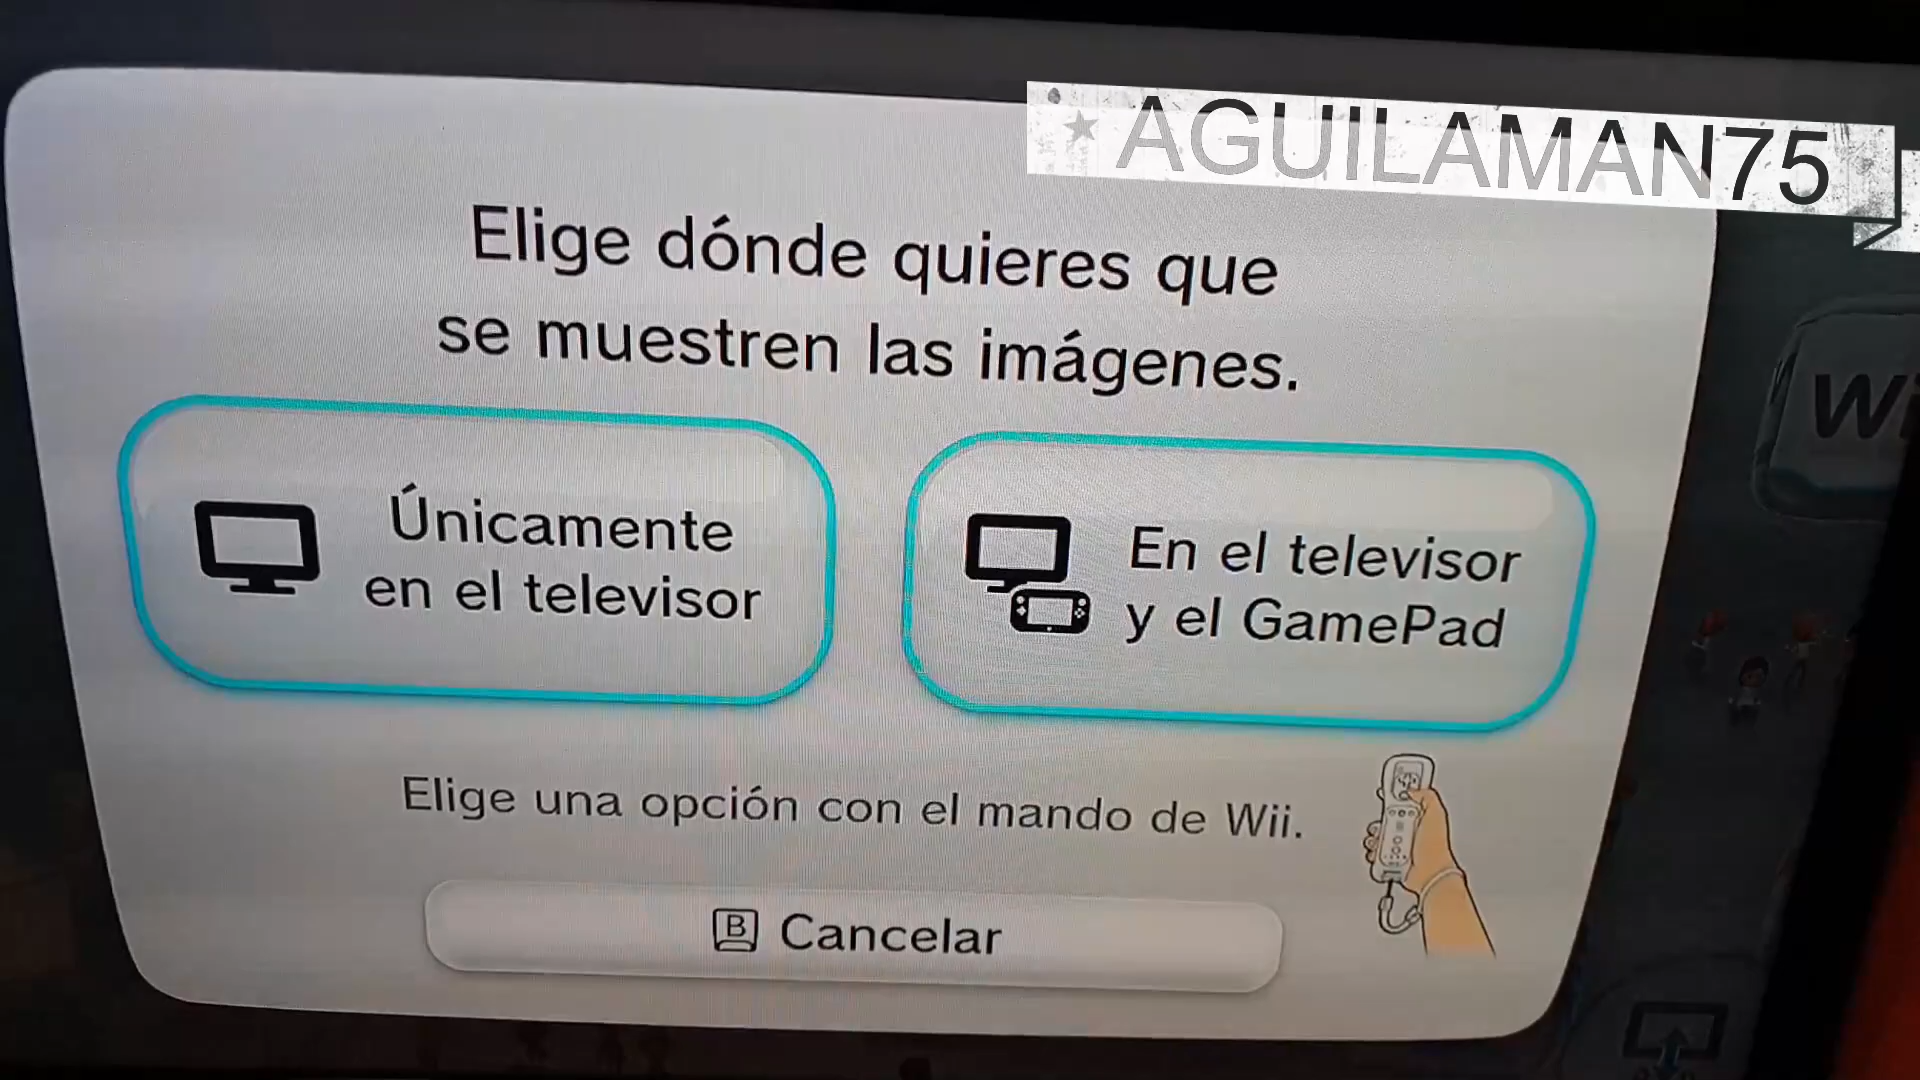 AGUILAMAN75
Elige dónde quieres que
se muestren las imágenes.
Únicamente
en el televisor
En el televisor
y el GamePad
Elige una opción con el mando de Wii.
B Cancelar
Wi